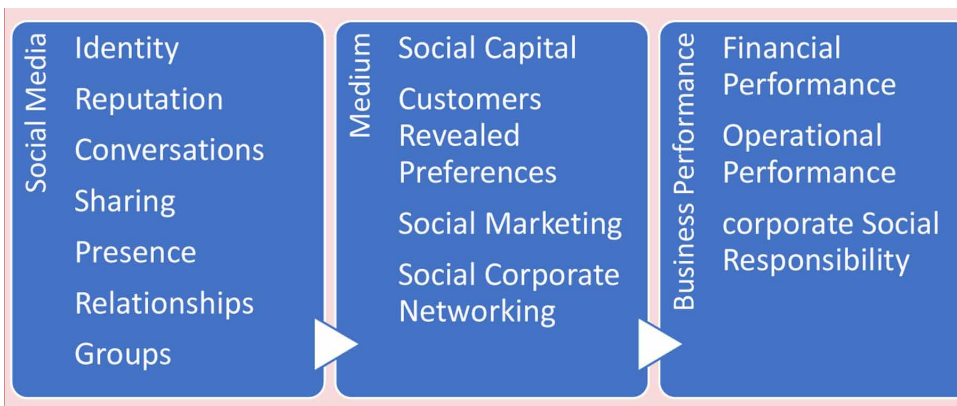 Social Media
Identity
Reputation
Conversations
Sharing
Presence
Relationships
Groups
Medium
Social Capital
Customers
Revealed
Preferences
Social Marketing
Social Corporate
Networking
Business Performance
Financial
Performance
Operational
Performance
corporate Social
Responsibility